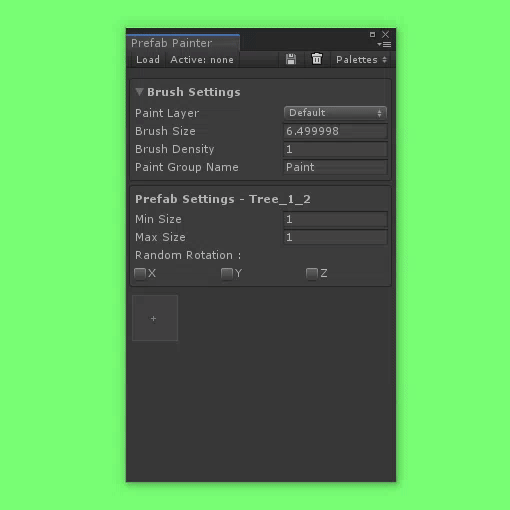 Prefab Painter
Load Active: none Palettes
Brush Settings
Paint Layer Default
Brush Size 6.499998
Brush Density 1
Paint Group Name Paint
Prefab Settings - Tree_1_2
Min Size 1
Max Size 1
Random Rotation :
X Y Z
+